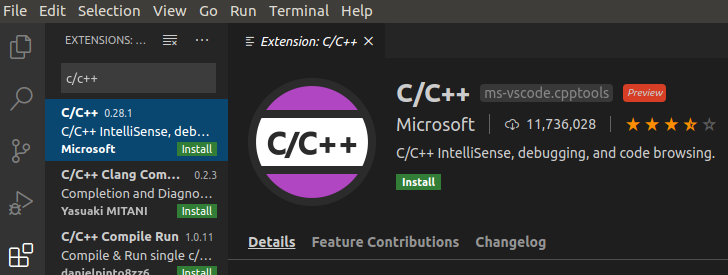 File Edit Selection View Go Run Terminal Help
EXTENSIONS: ...
Extension: C/C++
c/c++
C/C++ 0.28.1
C/C++ IntelliSense, deb...
Microsoft Install
C/C++ Clang Com... 0.2.3
Completion and Diagno...
Yasuaki MITANI Install
C/C++ Compile Run 1.0.11
Compile & Run single c/...
danielpinto8zz6 Install
C/C++
C/C++ ms-vscode.cpptools Preview
Microsoft 11,736,028
C/C++ IntelliSense, debugging, and code browsing.
Install
Details Feature Contributions Changelog